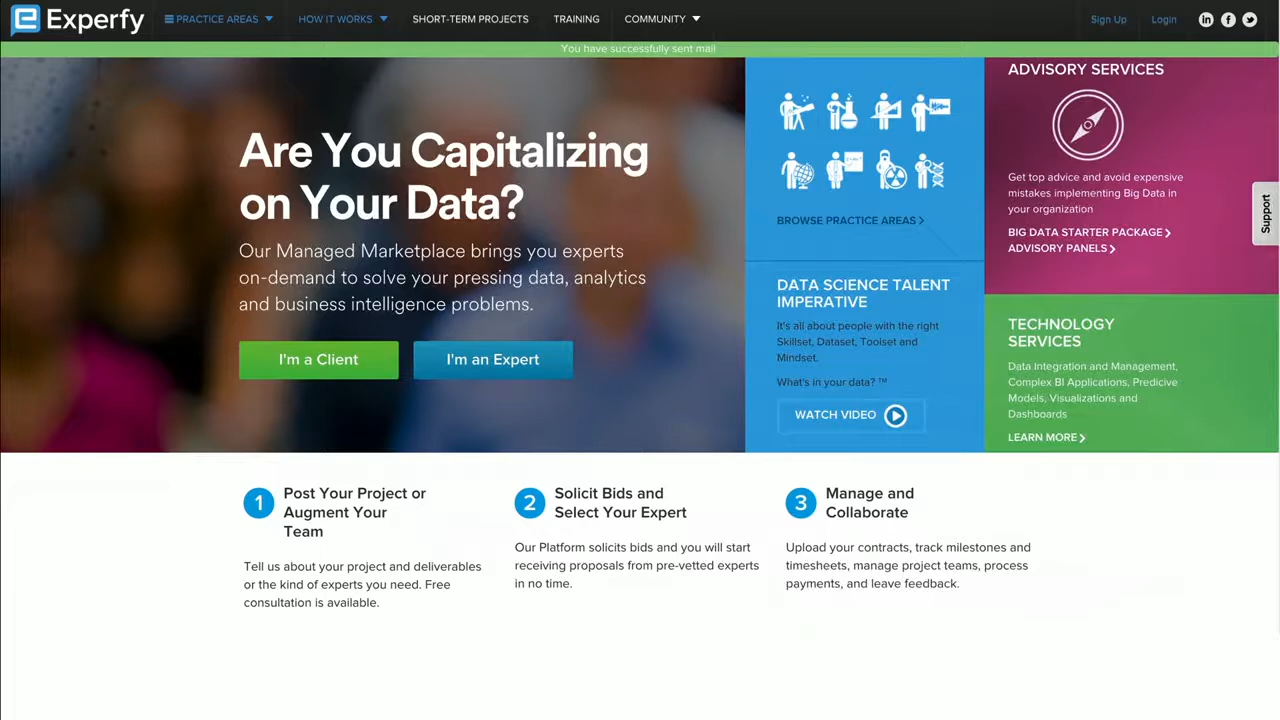 Experfy
PRACTICE AREAS
HOW IT WORKS
SHORT-TERM PROJECTS
TRAINING
COMMUNITY
Sign Up
Login
You have successfully sent mail
Are You Capitalizing
on Your Data?
Our Managed Marketplace brings you experts
on-demand to solve your pressing data, analytics
and business intelligence problems.
I'm a Client
I'm an Expert
BROWSE PRACTICE AREAS
DATA SCIENCE TALENT
IMPERATIVE
It's all about people with the right
Skillset, Dataset, Toolset and
Mindset.
What's in your data? ™
WATCH VIDEO
ADVISORY SERVICES
Get top advice and avoid expensive
mistakes implementing Big Data in
your organization
BIG DATA STARTER PACKAGE
ADVISORY PANELS
TECHNOLOGY
SERVICES
Data Integration and Management,
Complex BI Applications, Predicive
Models, Visualizations and
Dashboards
LEARN MORE
Support
1
Post Your Project or
Augment Your
Team
Tell us about your project and deliverables
or the kind of experts you need. Free
consultation is available.
2
Solicit Bids and
Select Your Expert
Our Platform solicits bids and you will start
receiving proposals from pre-vetted experts
in no time.
3
Manage and
Collaborate
Upload your contracts, track milestones and
timesheets, manage project teams, process
payments, and leave feedback.